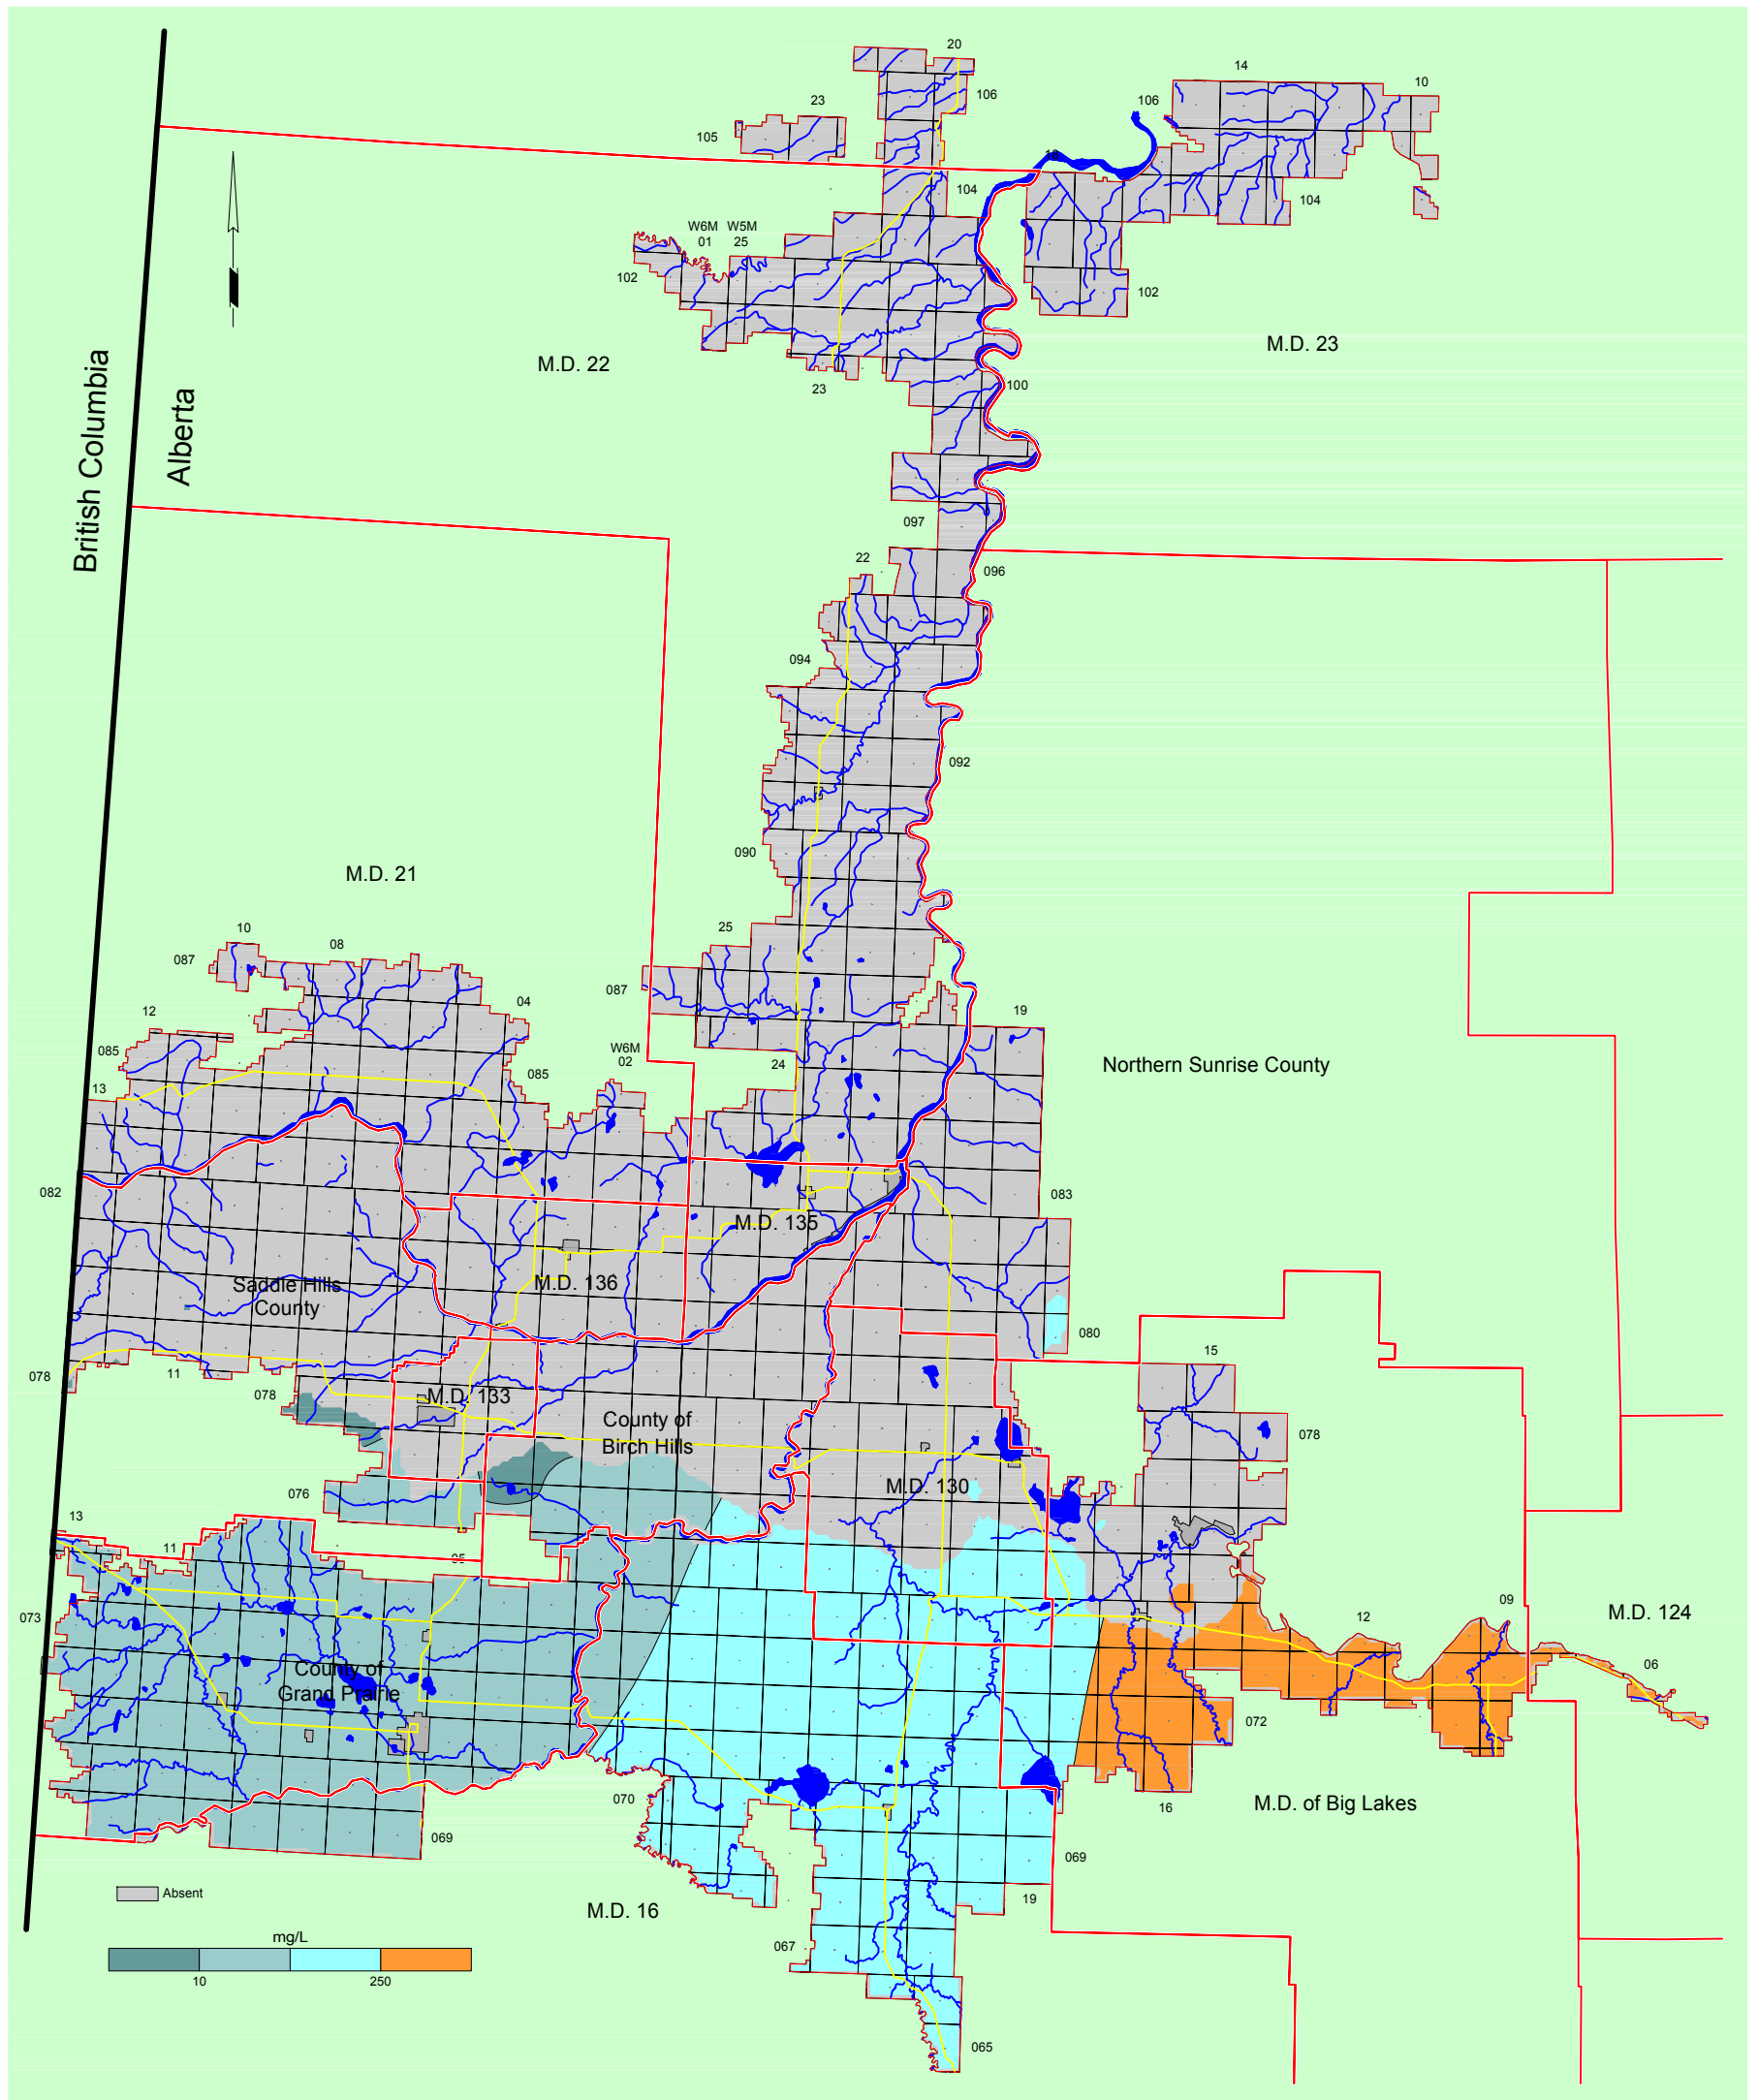 20
14
10
106
23
106
105
18
104
104
W6M W5M
01 25
102
102
M.D. 23
M.D. 22
100
23
British Columbia
Alberta
097
22
096
094
092
090
M.D. 21
10
25
08
087
087
04
12
19
W6M
02
085
24
Northern Sunrise County
085
13
082
083
M.D. 135
Saddle Hills
County
M.D. 136
080
15
11
078
078
M.D. 133
County of
Birch Hills
078
M.D. 130
076
13
11
05
09
12
M.D. 124
073
06
County of
Grand Prairie
072
070
16
M.D. of Big Lakes
069
069
Absent
19
M.D. 16
mg/L
067
10
250
065